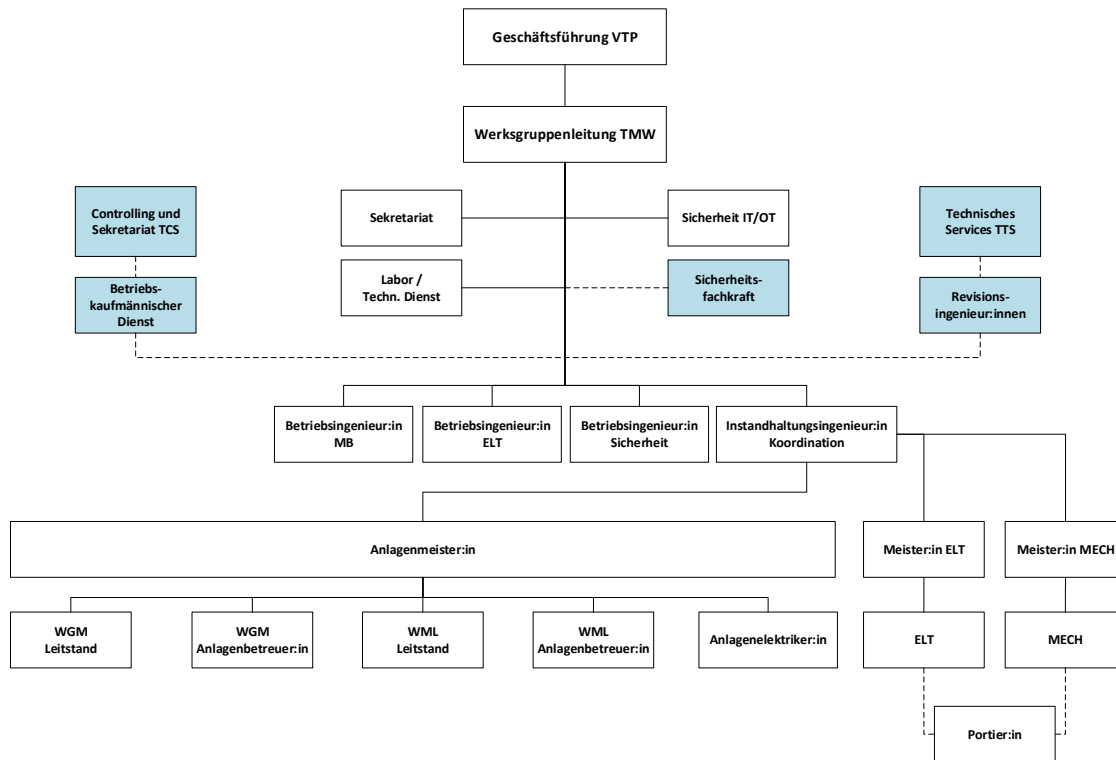 Geschäftsführung VTP
Werksgruppenleitung TMW
Controlling und
Sekretariat TCS
Sekretariat
Sicherheit IT/OT
Technisches
Services TTS
Betriebs-
kaufmännischer
Dienst
Labor /
Techn. Dienst
Sicherheits-
fachkraft
Revisions-
ingenieur:innen
Betriebsingenieur:in
MB
Betriebsingenieur:in
ELT
Betriebsingenieur:in
Sicherheit
Instandhaltungsingenieur:in
Koordination
Anlagenmeister:in
Meister:in ELT
Meister:in MECH
WGM
Leitstand
WGM
Anlagenbetreuer:in
WML
Leitstand
WML
Anlagenbetreuer:in
Anlagenelektriker:in
ELT
MECH
Portier:in